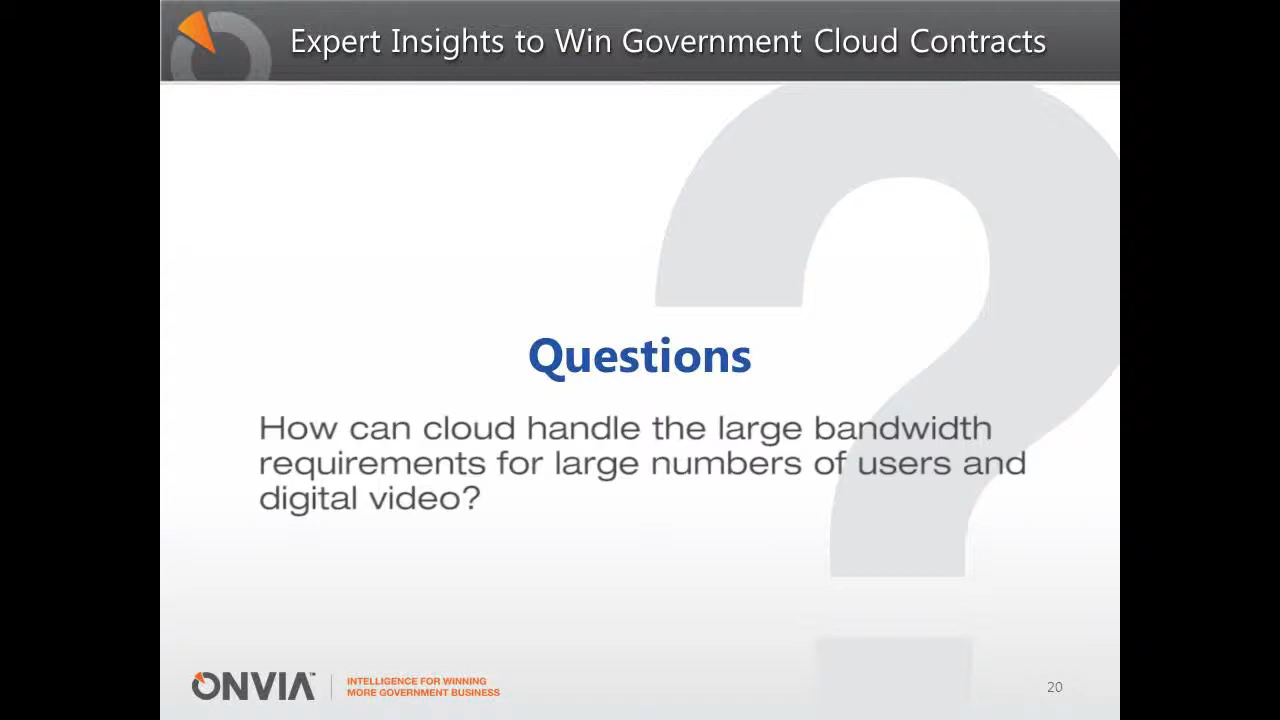 Expert Insights to Win Government Cloud Contracts
Questions
How can cloud handle the large bandwidth
requirements for large numbers of users and
digital video?
ONVIA™
INTELLIGENCE FOR WINNING
MORE GOVERNMENT BUSINESS
20